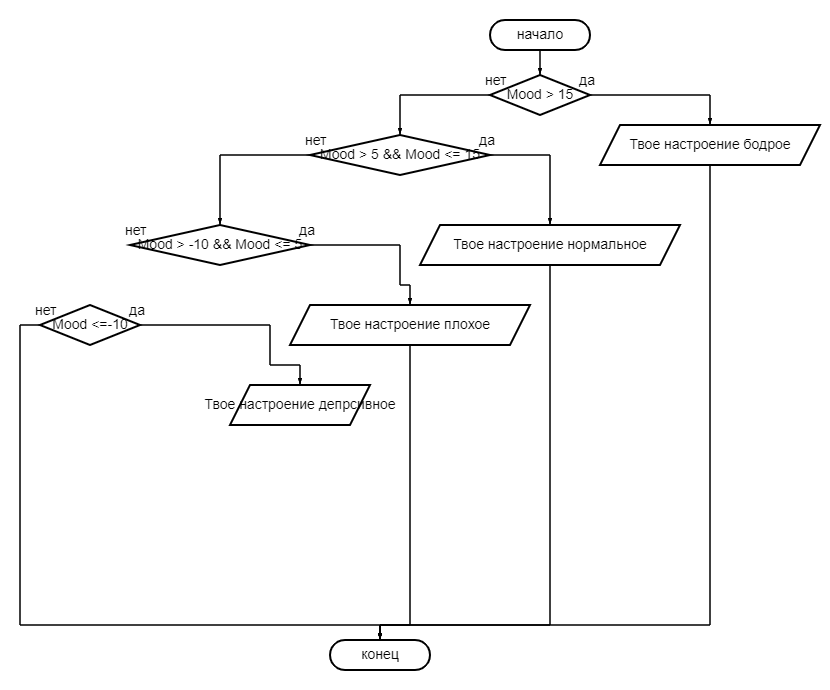 начало
нет
да
Mood > 15
нет
да
Твое настроение бодрое
Mood > 5 && Mood <= 15
нет
да
Mood > -10 && Mood <= 5
Твое настроение нормальное
нет
да
Mood <=-10
Твое настроение плохое
Твое настроение депрсивное
конец